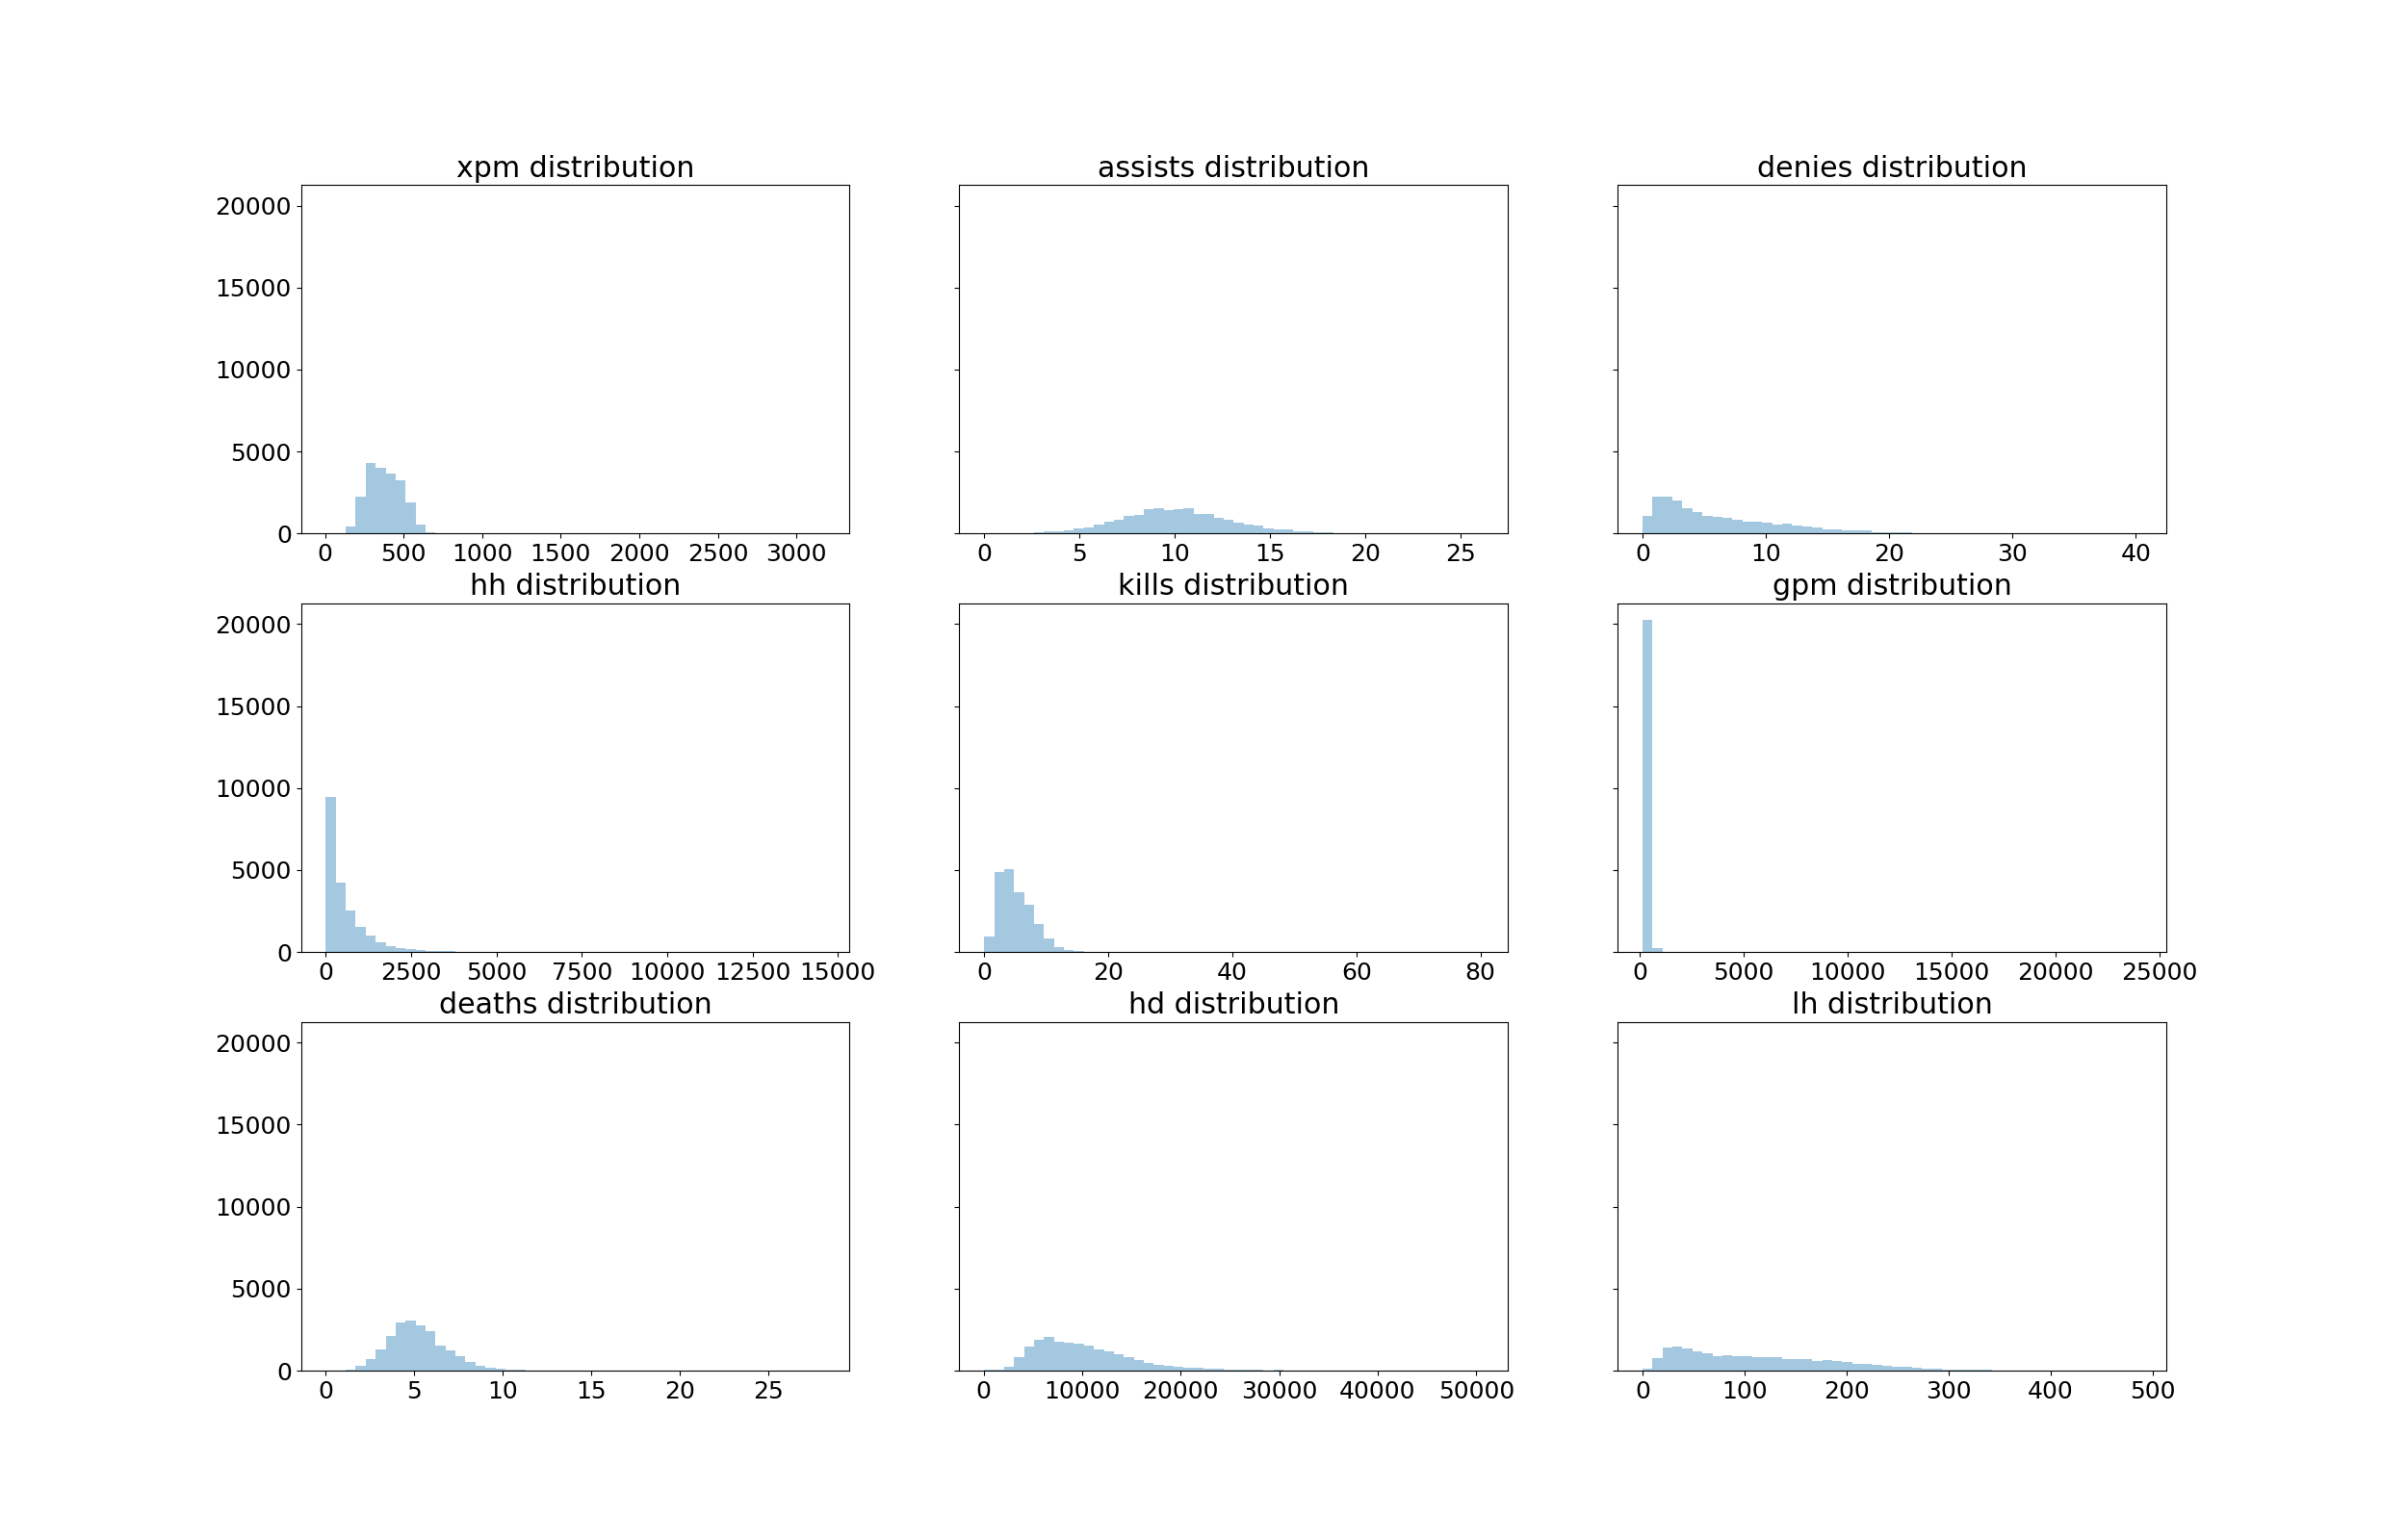 xpm distribution
assists distribution
denies distribution
20000
15000
10000
5000
0
0 500 1000 1500 2000 2500 3000
0 5 10 15 20 25
0 10 20 30 40
hh distribution
kills distribution
gpm distribution
20000
15000
10000
5000
0
0 2500 5000 7500 10000 12500 15000
0 20 40 60 80
0 5000 10000 15000 20000 25000
deaths distribution
hd distribution
lh distribution
20000
15000
10000
5000
0
0 5 10 15 20 25
0 10000 20000 30000 40000 50000
0 100 200 300 400 500